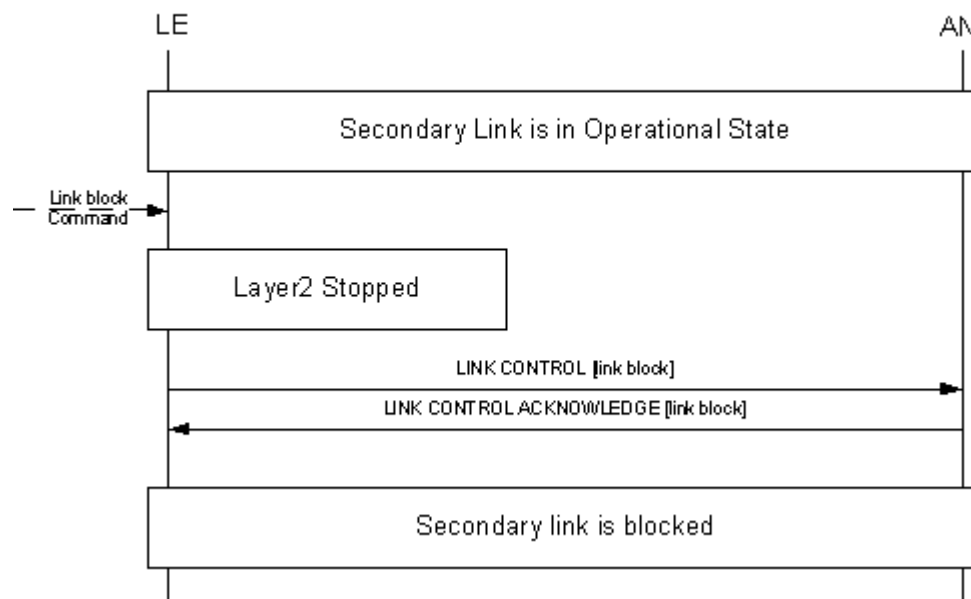 LE
AN
Secondary Link is in Operational State
Link block
Command
Layer2 Stopped
LINK CONTROL [link block]
LINK CONTROL ACKNOWLEDGE [link block]
Secondary link is blocked